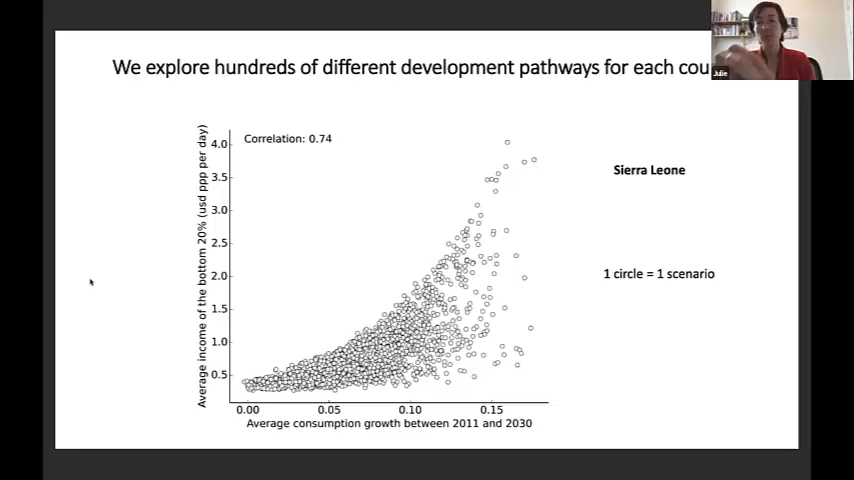 We explore hundreds of different development pathways for each cou
Julie
Correlation: 0.74
Average income of the bottom 20% (usd ppp per day)
4.0
3.5
3.0
2.5
2.0
1.5
1.0
0.5
0.00 0.05 0.10 0.15
Average consumption growth between 2011 and 2030
Sierra Leone
1 circle = 1 scenario